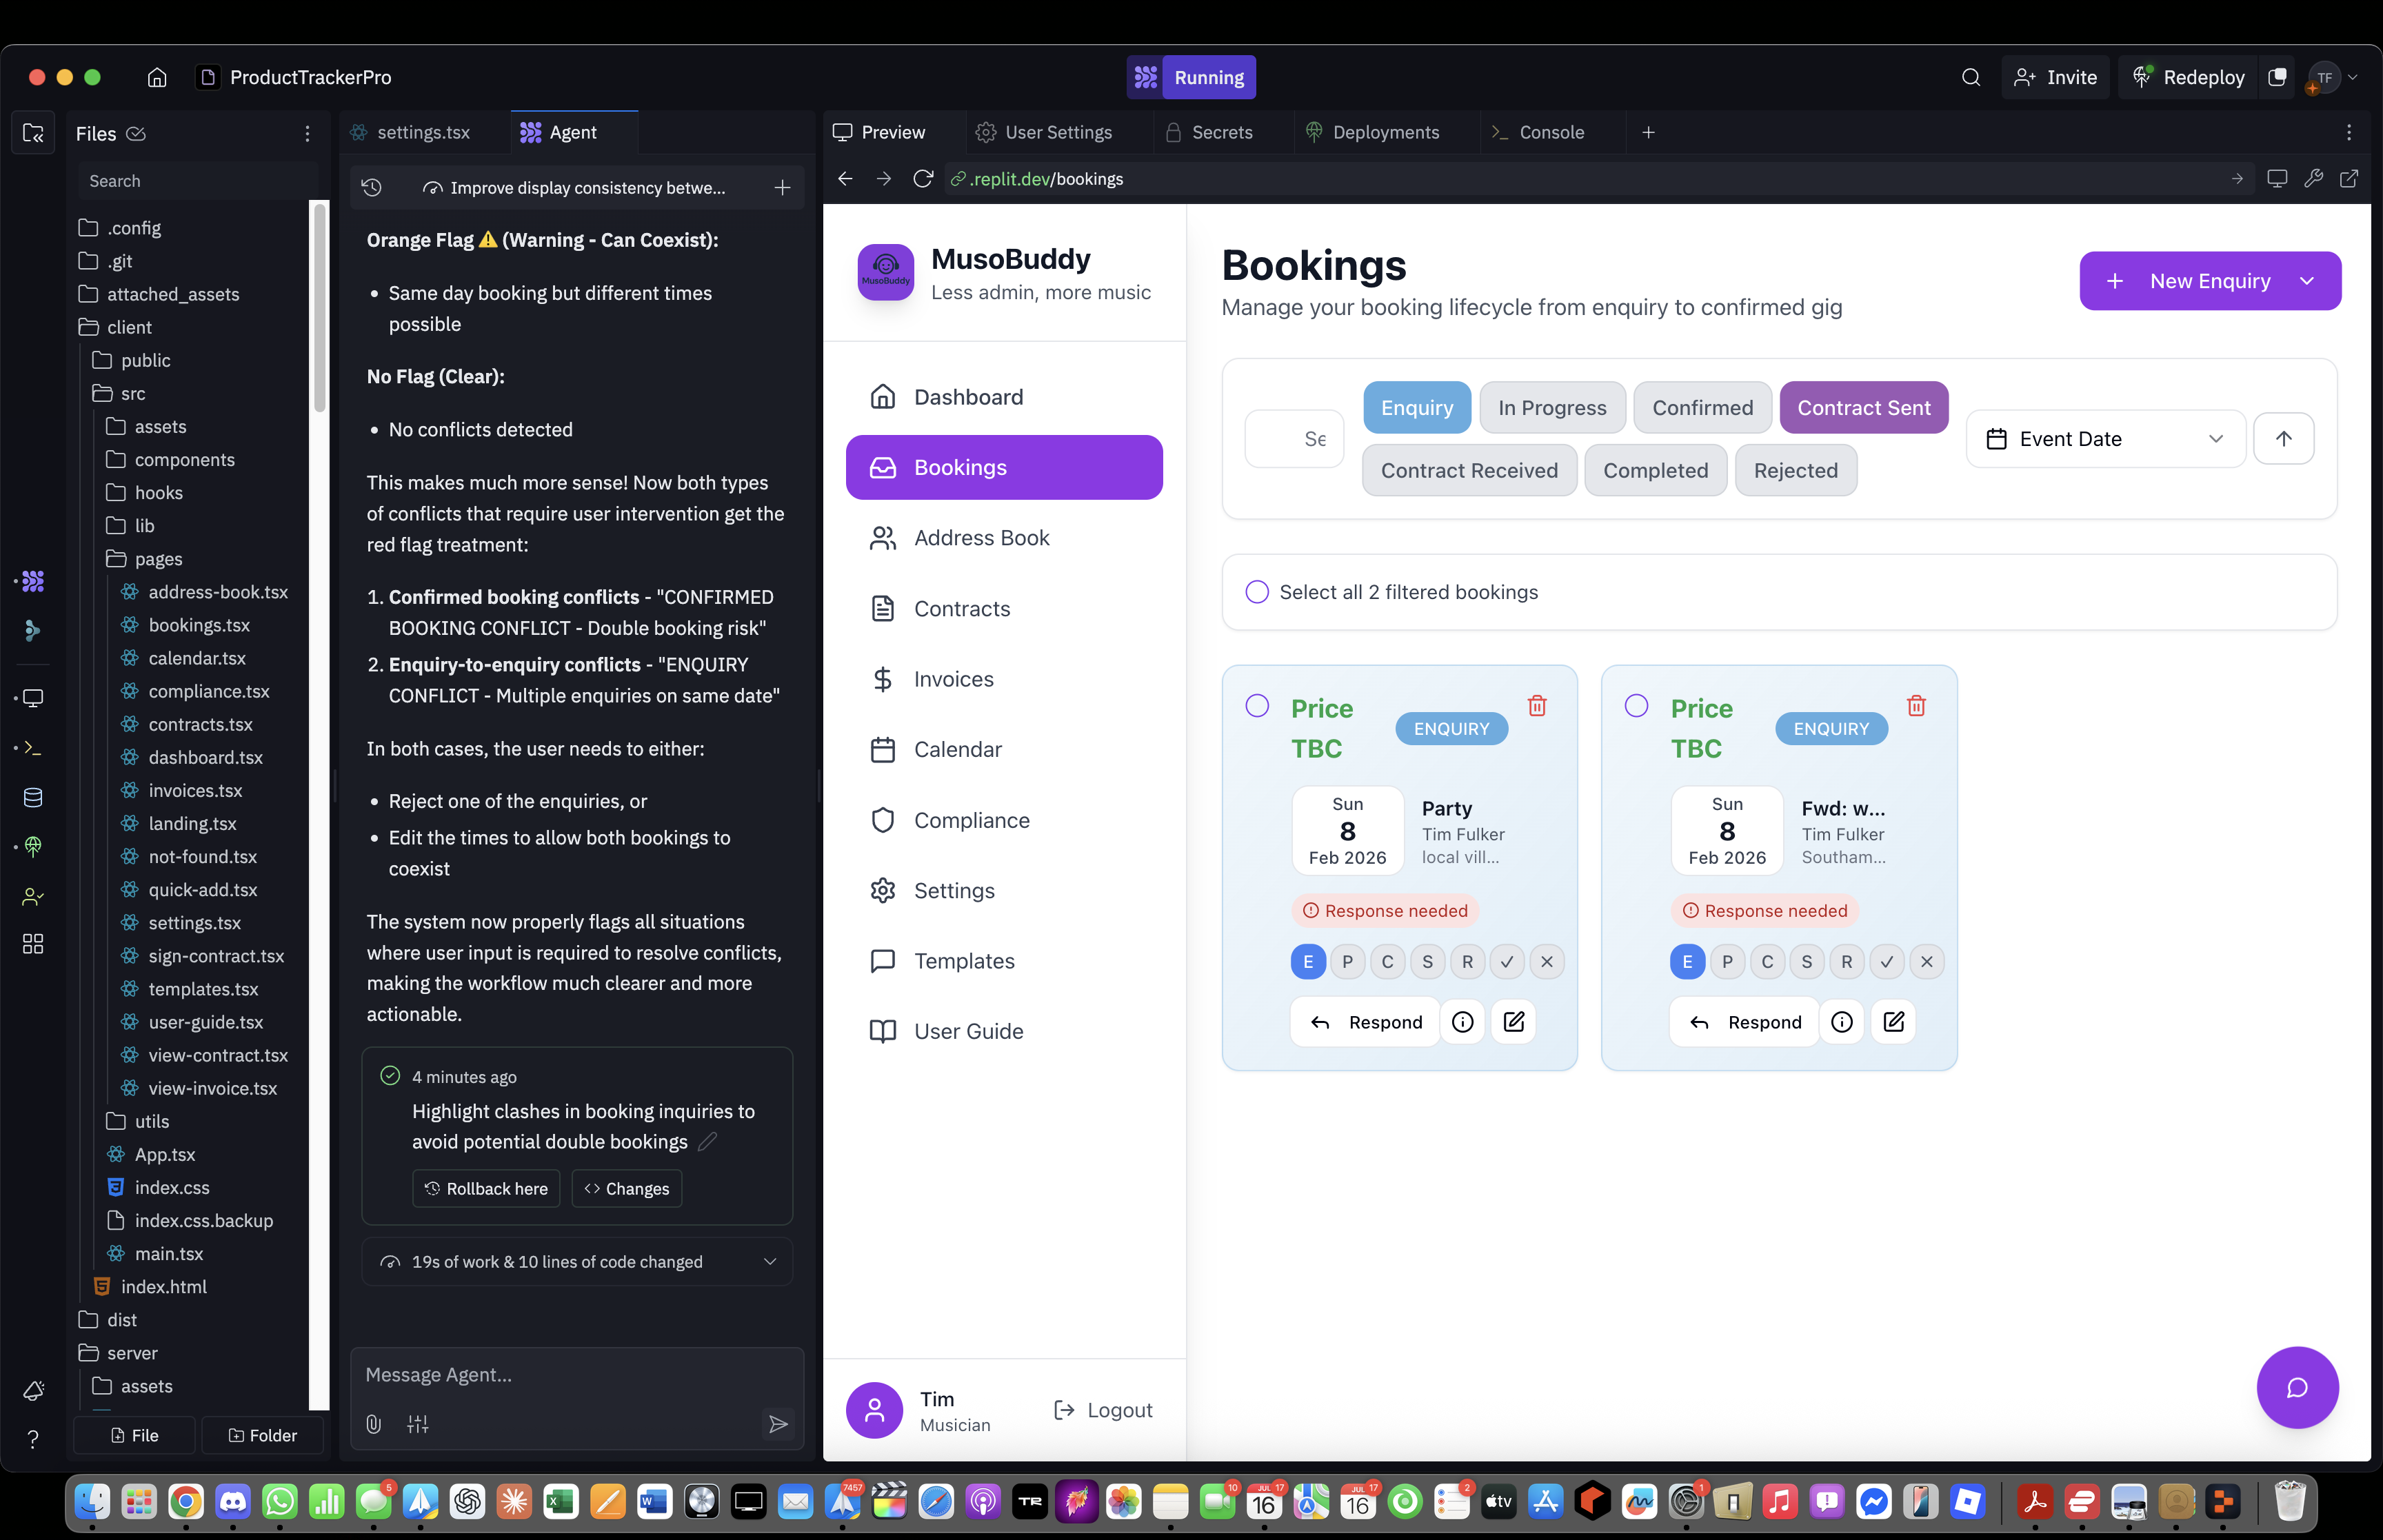 ProductTrackerPro
Running
Invite
Redeploy
TF
Files
Search
.config
.git
attached_assets
client
public
src
assets
components
hooks
lib
pages
address-book.tsx
bookings.tsx
calendar.tsx
compliance.tsx
contracts.tsx
dashboard.tsx
invoices.tsx
landing.tsx
not-found.tsx
quick-add.tsx
settings.tsx
sign-contract.tsx
templates.tsx
user-guide.tsx
view-contract.tsx
view-invoice.tsx
utils
App.tsx
index.css
index.css.backup
main.tsx
index.html
dist
server
assets
File
Folder
settings.tsx
Agent
Improve display consistency betwe...
Orange Flag ⚠️ (Warning - Can Coexist):
• Same day booking but different times
possible
No Flag (Clear):
• No conflicts detected
This makes much more sense! Now both types
of conflicts that require user intervention get the
red flag treatment:
1. Confirmed booking conflicts - "CONFIRMED
BOOKING CONFLICT - Double booking risk"
2. Enquiry-to-enquiry conflicts - "ENQUIRY
CONFLICT - Multiple enquiries on same date"
In both cases, the user needs to either:
• Reject one of the enquiries, or
• Edit the times to allow both bookings to
coexist
The system now properly flags all situations
where user input is required to resolve conflicts,
making the workflow much clearer and more
actionable.
4 minutes ago
Highlight clashes in booking inquiries to
avoid potential double bookings
Rollback here
Changes
19s of work & 10 lines of code changed
Message Agent...
Preview
User Settings
Secrets
Deployments
Console
.replit.dev/bookings
MusoBuddy
MusoBuddy
Less admin, more music
Dashboard
Bookings
Address Book
Contracts
Invoices
Calendar
Compliance
Settings
Templates
User Guide
Tim
Musician
Logout
Bookings
Manage your booking lifecycle from enquiry to confirmed gig
New Enquiry
Se
Enquiry
In Progress
Confirmed
Contract Sent
Contract Received
Completed
Rejected
Event Date
Select all 2 filtered bookings
Price
TBC
ENQUIRY
Sun
8
Feb 2026
Party
Tim Fulker
local vill...
Response needed
E P C S R
Respond
Price
TBC
ENQUIRY
Sun
8
Feb 2026
Fwd: w...
Tim Fulker
Southam...
Response needed
E P C S R
Respond
5
7457
TR
10
JUL 17
16
JUL 17
16
2
tv
1